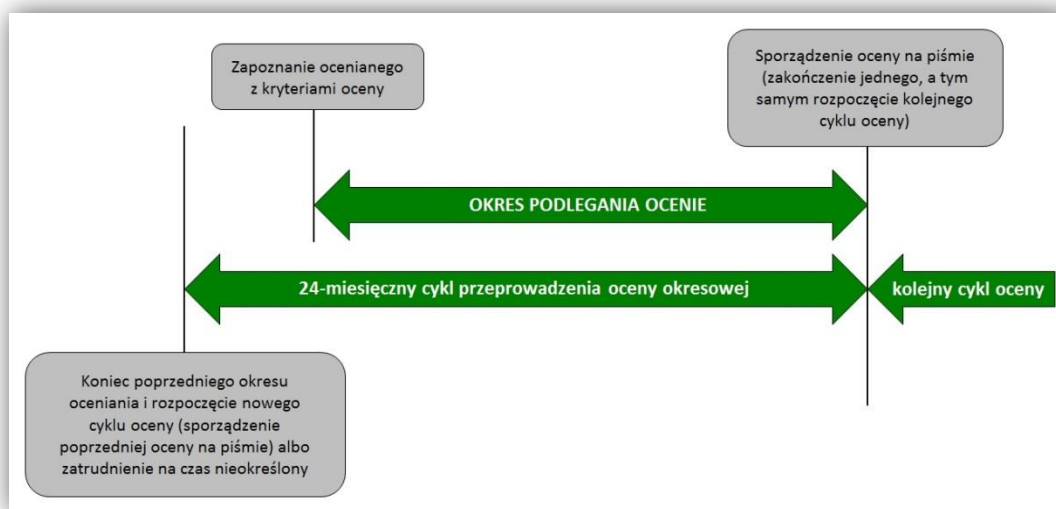 Zapoznanie ocenianego
z kryteriami oceny
Sporządzenie oceny na piśmie
(zakończenie jednego, a tym
samym rozpoczęcie kolejnego
cyklu oceny)
OKRES PODLEGANIA OCENIE
24-miesięczny cykl przeprowadzenia oceny okresowej
kolejny cykl oceny
Koniec poprzedniego okresu
oceniania i rozpoczęcie nowego
cyklu oceny (sporządzenie
poprzedniej oceny na piśmie) albo
zatrudnienie na czas nieokreślony